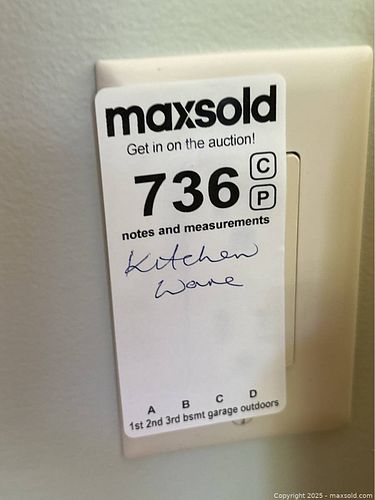 maxsold
Get in on the auction!
736 C
P
notes and measurements
Kitchen
Ware
A B C D
1st 2nd 3rd bsmt garage outdoors
Copyright 2025 - maxsold.com